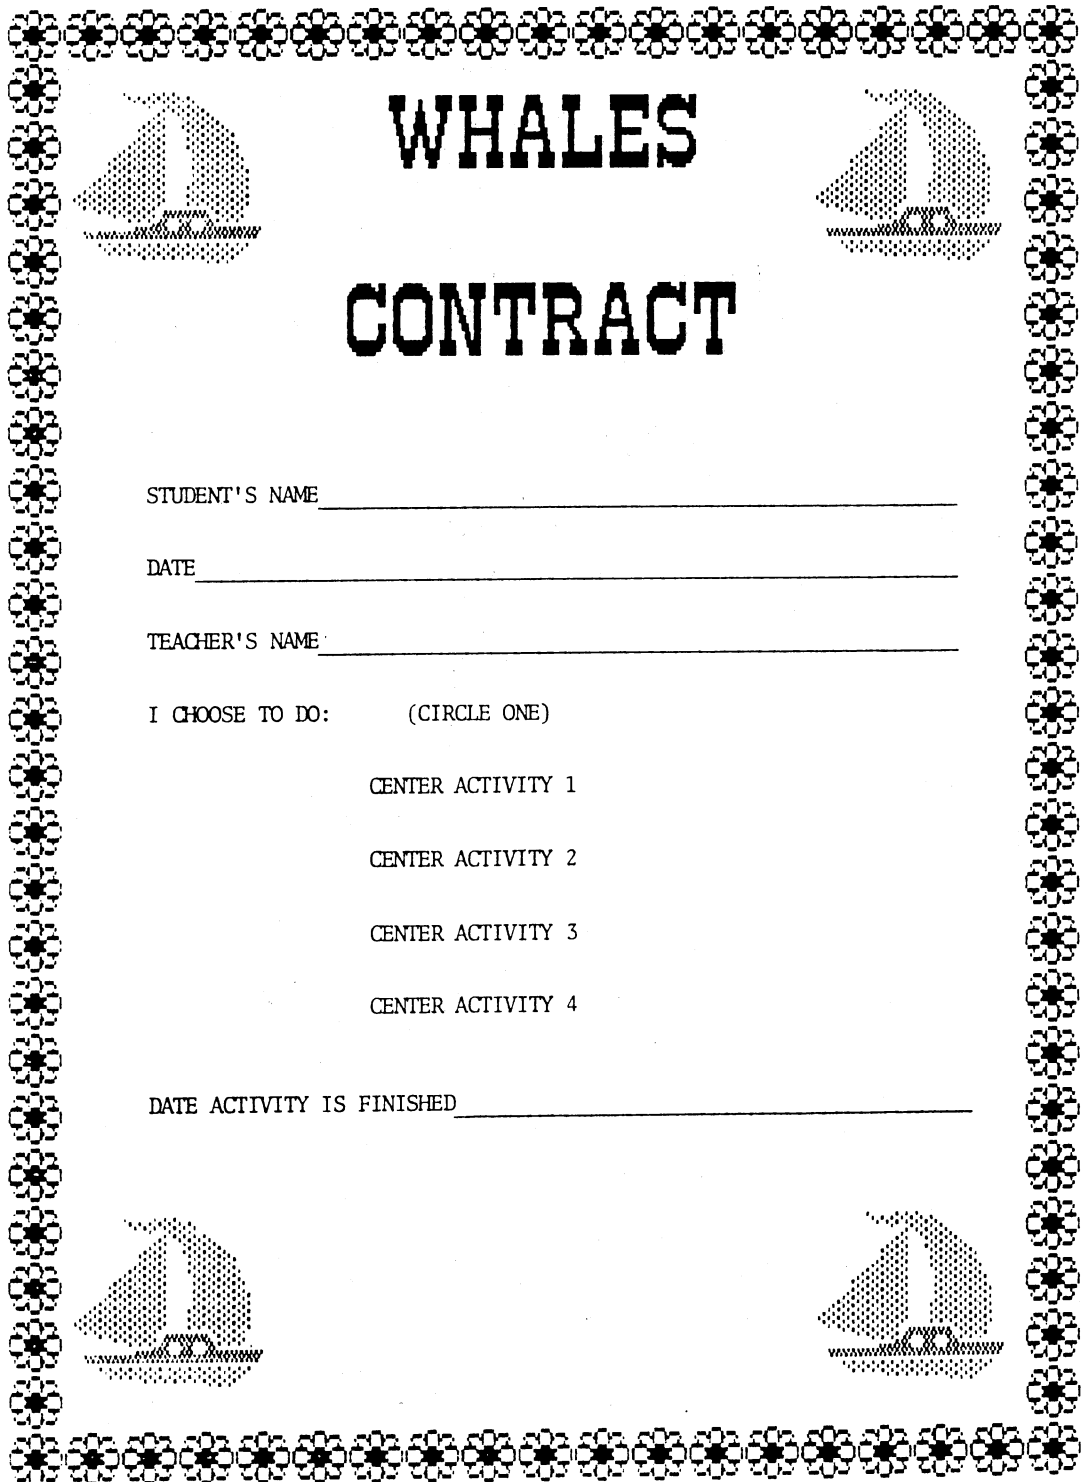 WHALES
CONTRACT
STUDENT'S NAME
DATE
TEACHER'S NAME
I CHOOSE TO DO: (CIRCLE ONE)
CENTER ACTIVITY 1
CENTER ACTIVITY 2
CENTER ACTIVITY 3
CENTER ACTIVITY 4
DATE ACTIVITY IS FINISHED